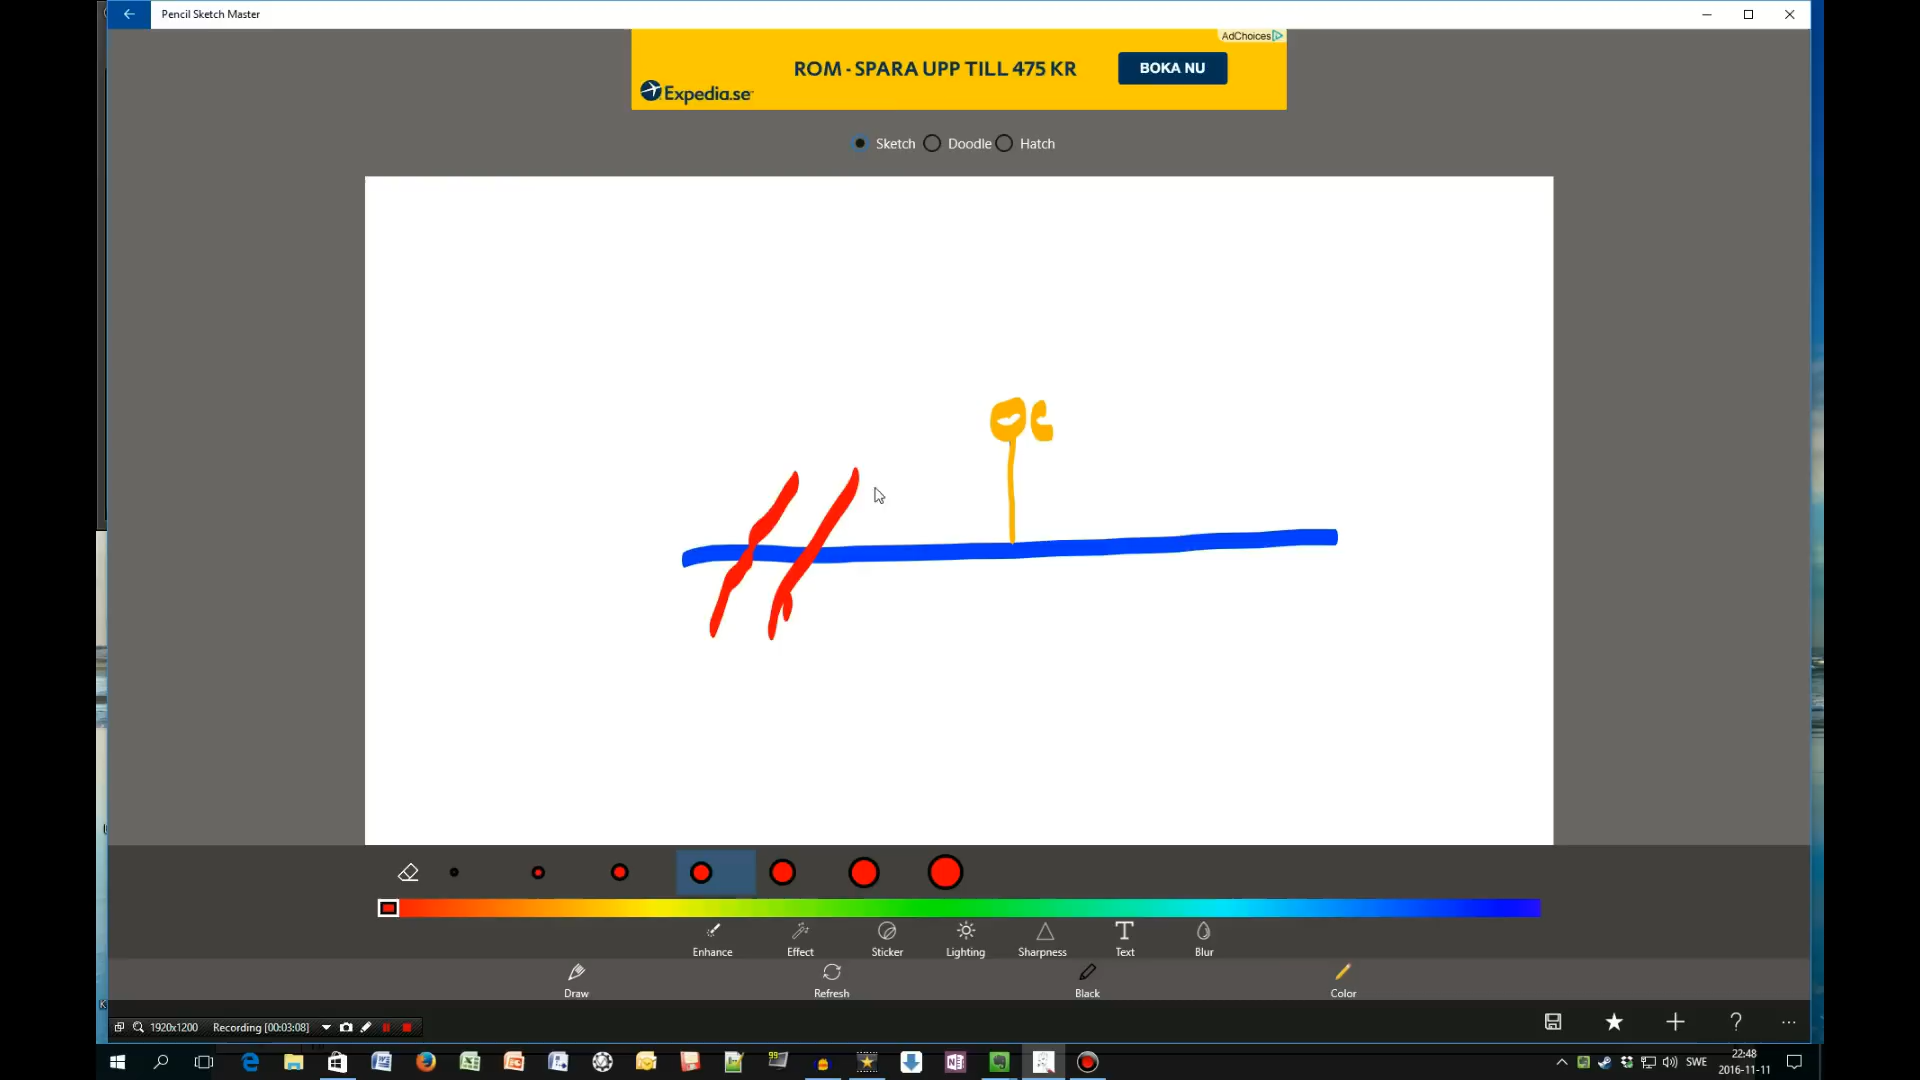 Pencil Sketch Master
AdChoices
ROM - SPARA UPP TILL 475 KR
BOKA NU
Expedia.se
Sketch Doodle Hatch
Enhance Effect Sticker Lighting Sharpness Text Blur
Draw Refresh Black Color
1920x1200 Recording [00:03:08]
22:48
SWE
2016-11-11